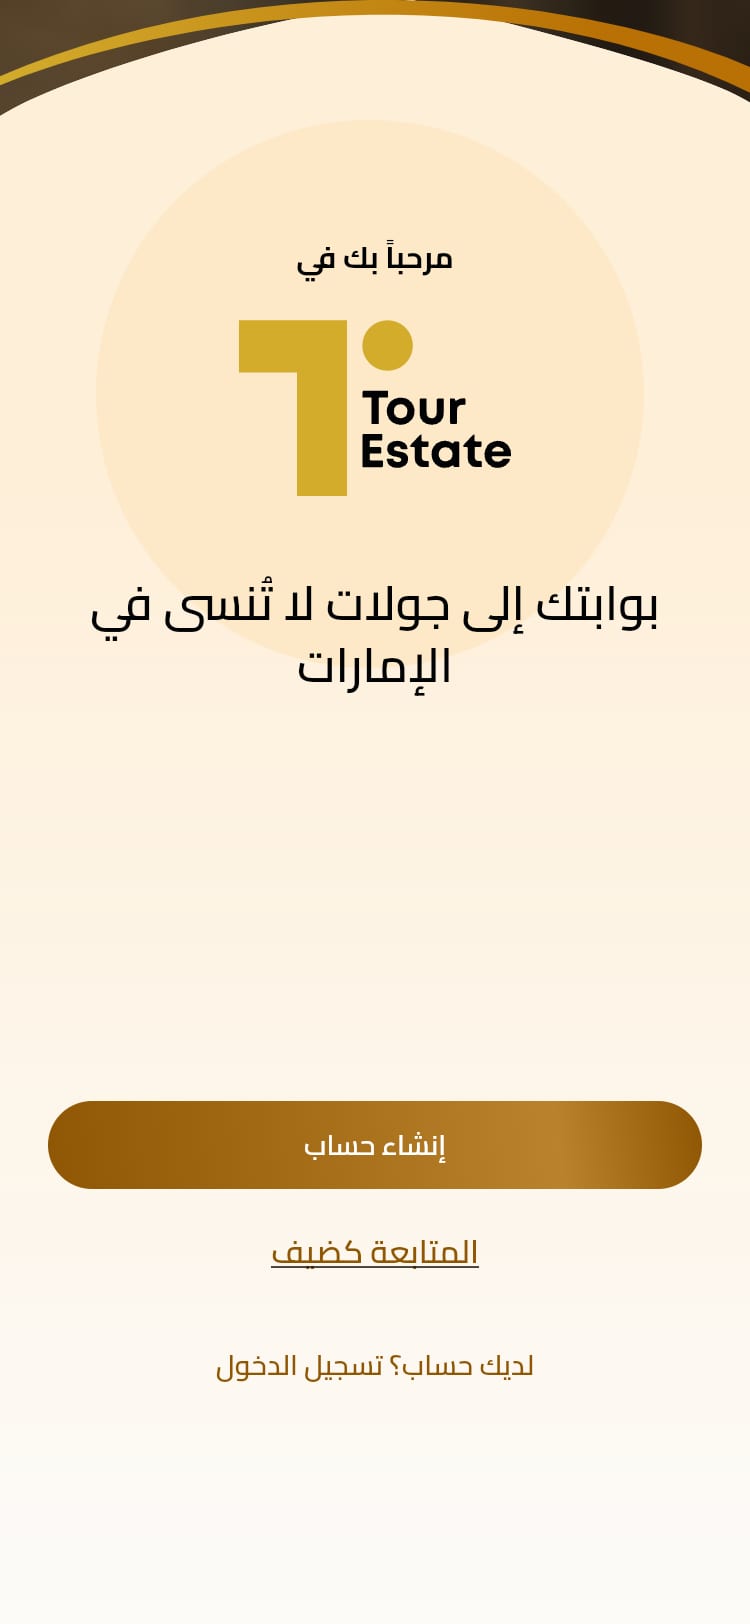 مرحباً بك في
Tour
Estate
بوابتك إلى جولات لا تُنسى في
الإمارات
إنشاء حساب
المتابعة كضيف
لديك حساب؟ تسجيل الدخول